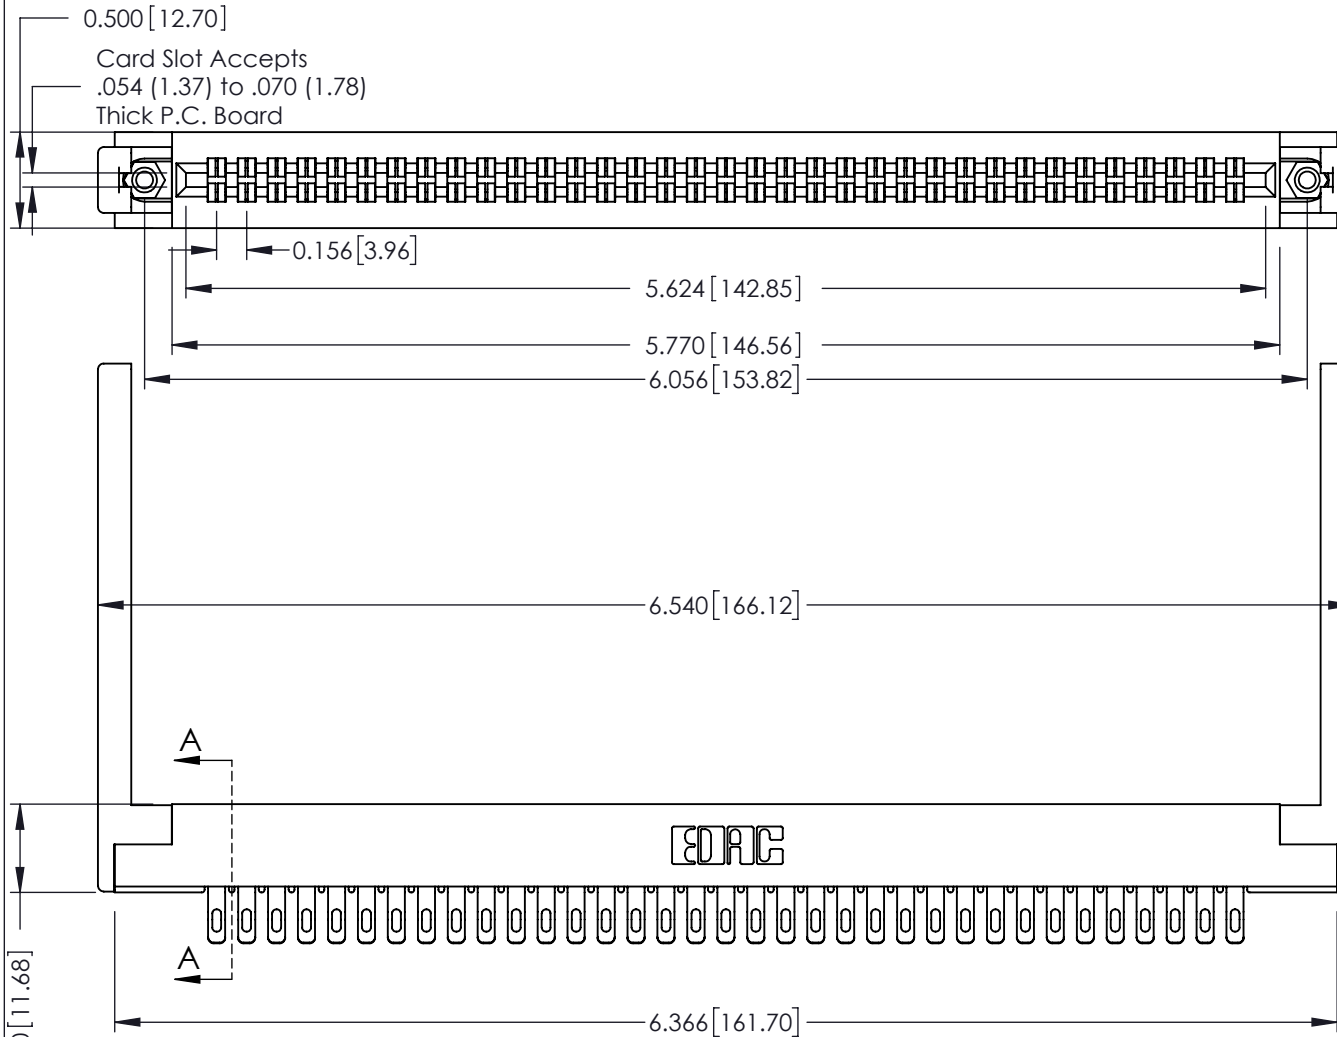 0.500 [12.70]
Card Slot Accepts
.054 (1.37) to .070 (1.78)
Thick P.C. Board
0.156 [3.96]
5.624 [142.85]
5.770 [146.56]
6.056 [153.82]
6.540 [166.12]
A
EDAC
A
[11.68]
6.366 [161.70]